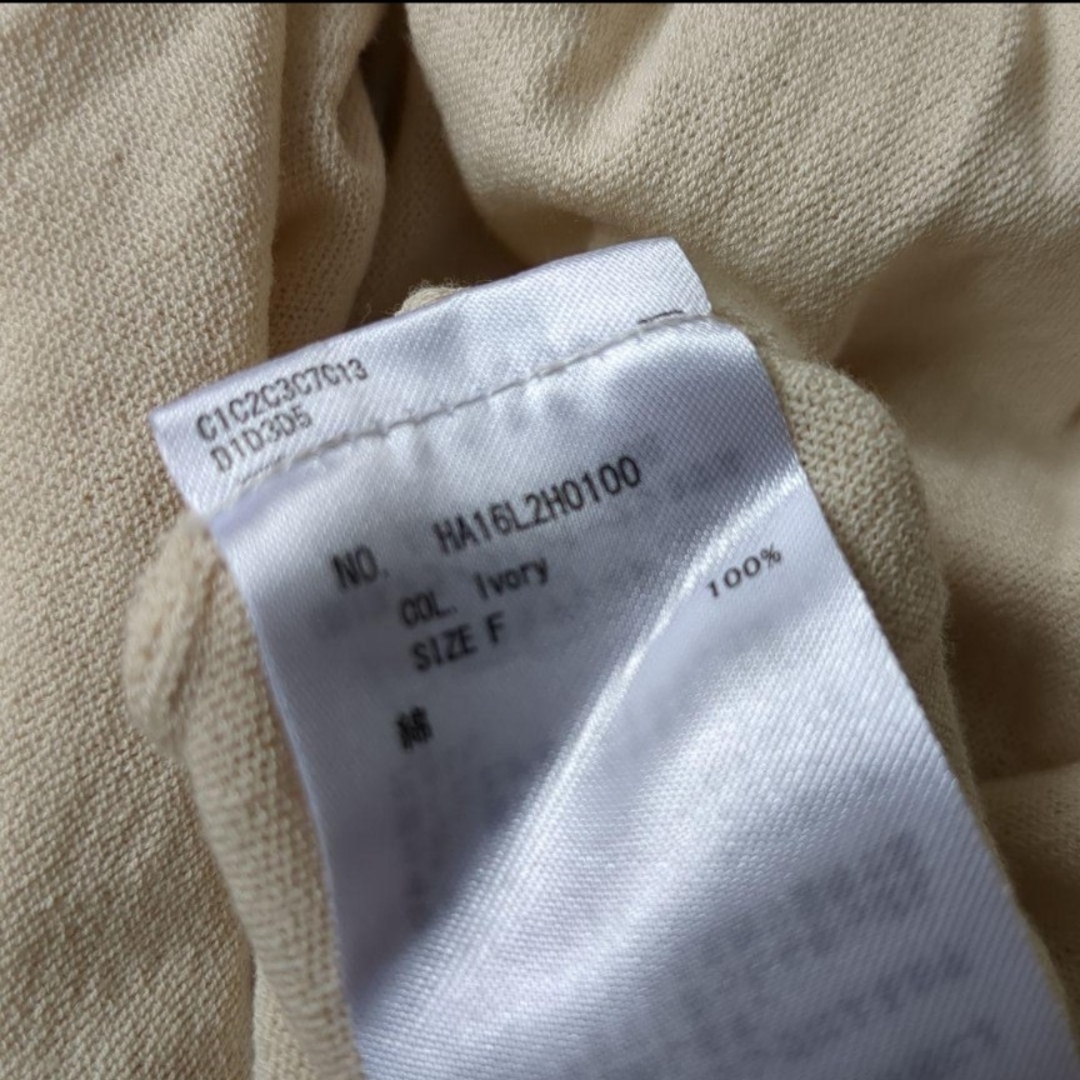 C1C2C3C7C13
D1D3D5
NO. HA16L2H0100
COL. Ivory
SIZE F
綿 100%